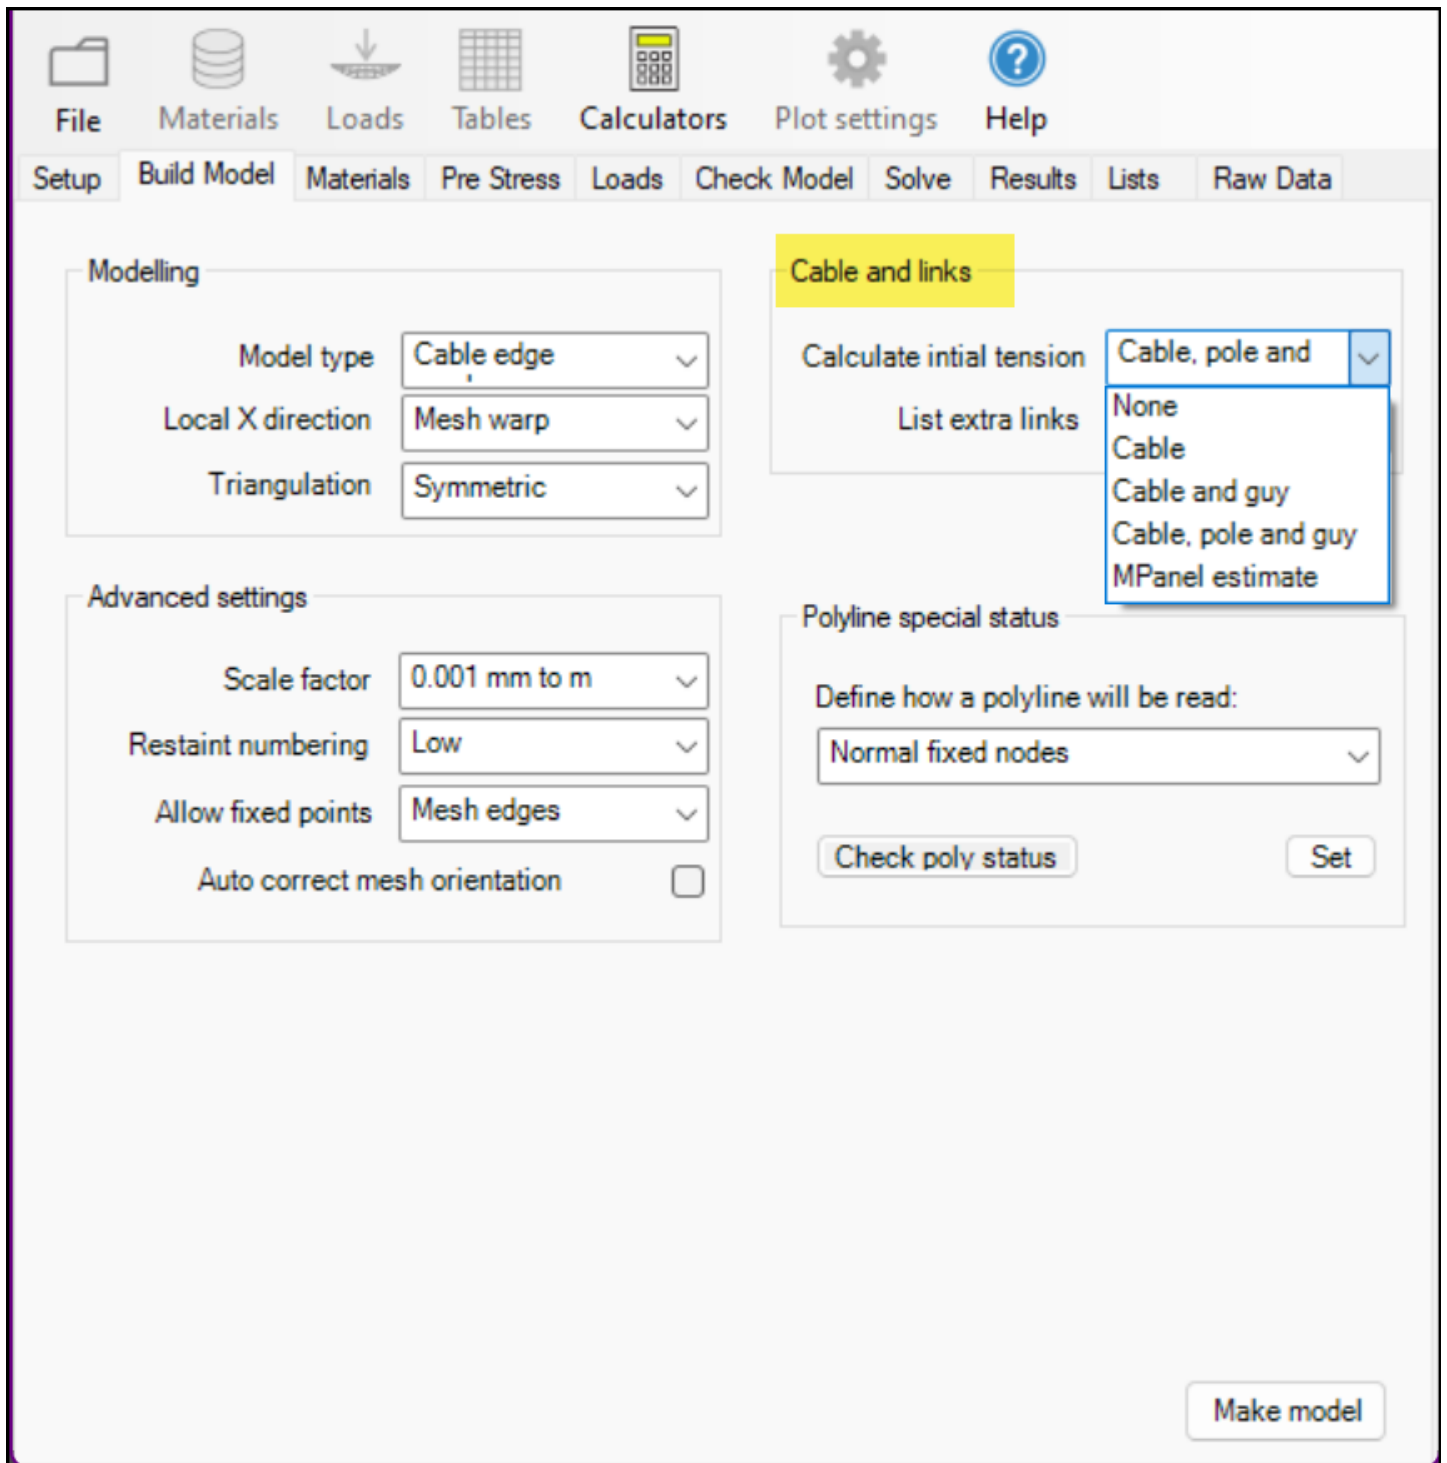 File Materials Loads Tables Calculators Plot settings Help
Setup Build Model Materials Pre Stress Loads Check Model Solve Results Lists Raw Data
Modelling
Model type Cable edge
Local X direction Mesh warp
Triangulation Symmetric
Advanced settings
Scale factor 0.001 mm to m
Restaint numbering Low
Allow fixed points Mesh edges
Auto correct mesh orientation
Cable and links
Calculate intial tension Cable, pole and
List extra links
None
Cable
Cable and guy
Cable, pole and guy
MPanel estimate
Polyline special status
Define how a polyline will be read:
Normal fixed nodes
Check poly status Set
Make model